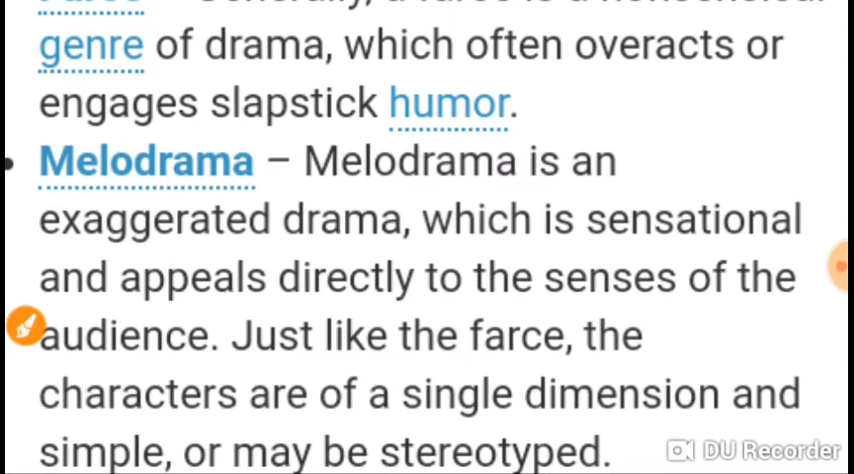 genre of drama, which often overacts or
engages slapstick humor.
• Melodrama – Melodrama is an
exaggerated drama, which is sensational
and appeals directly to the senses of the
audience. Just like the farce, the
characters are of a single dimension and
simple, or may be stereotyped.
DU Recorder